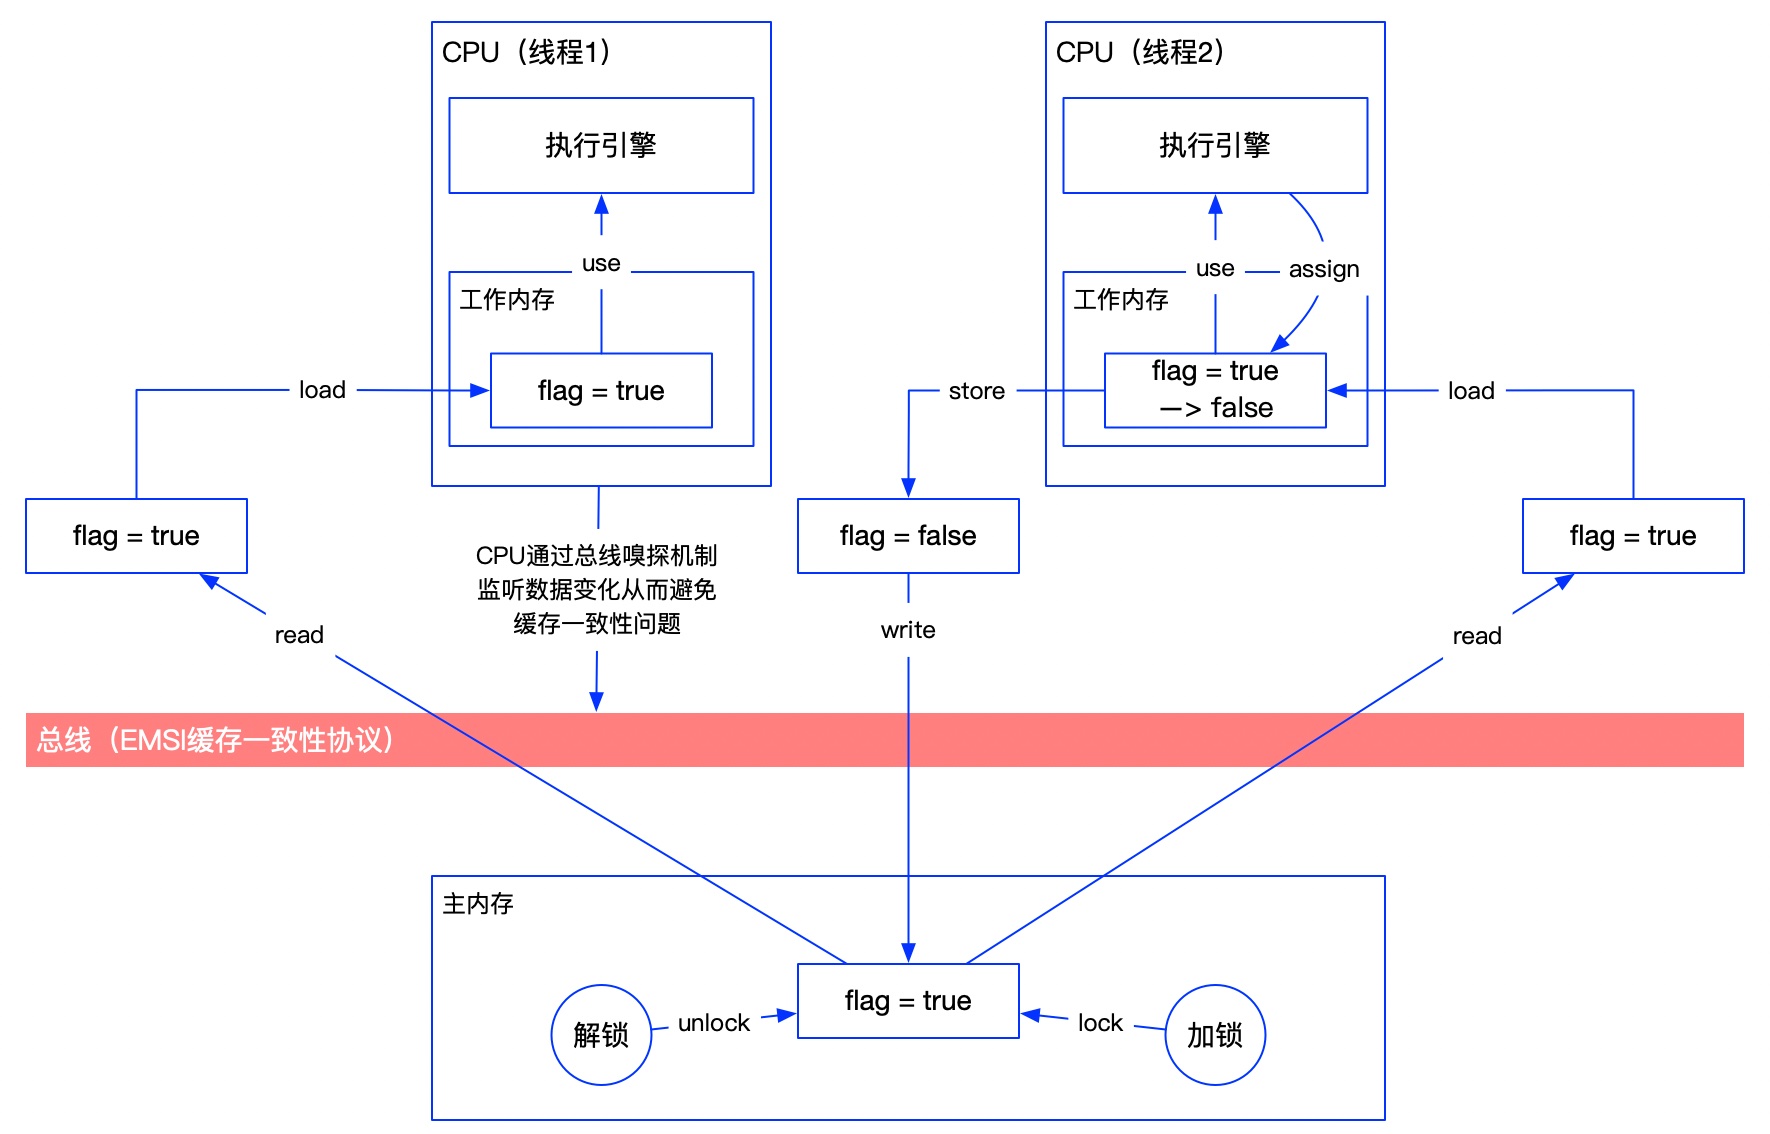 CPU（线程1）
CPU（线程2）
执行引擎
执行引擎
use
use
assign
工作内存
工作内存
load
flag = true
store
flag = true
—> false
load
flag = true
CPU通过总线嗅探机制
监听数据变化从而避免
缓存一致性问题
flag = false
flag = true
read
write
read
总线（EMSI缓存一致性协议）
主内存
解锁
unlock
flag = true
lock
加锁